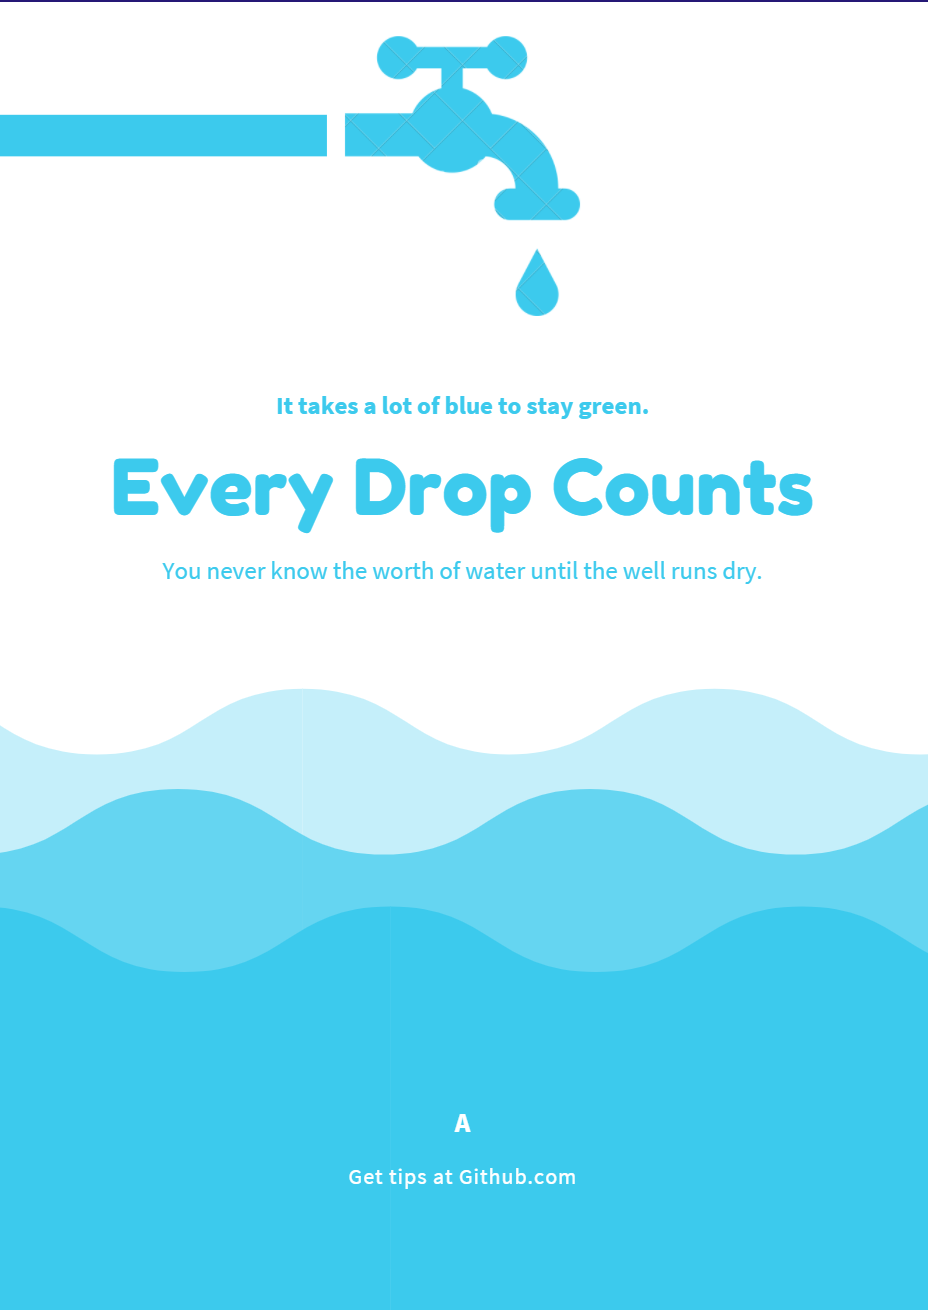 It takes a lot of blue to stay green.
Every Drop Counts
You never know the worth of water until the well runs dry.
A
Get tips at Github.com